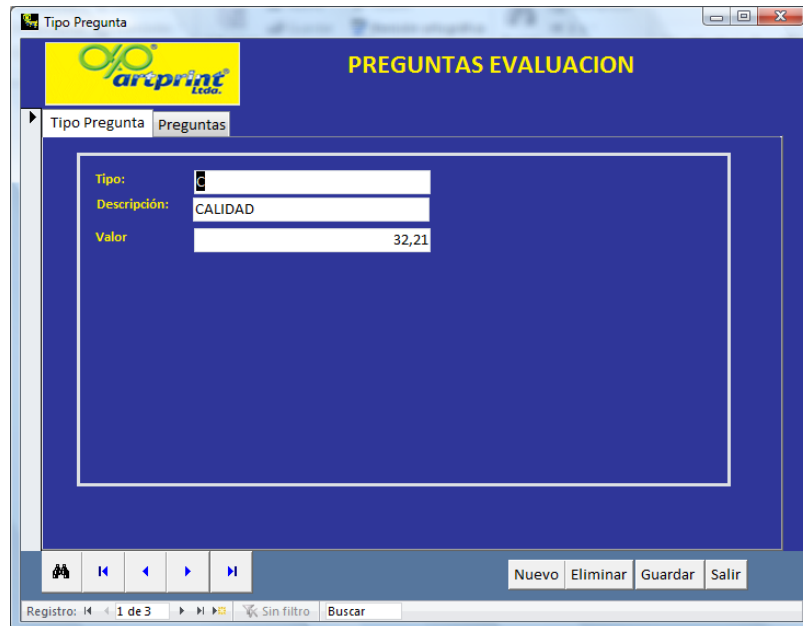 Tipo Pregunta
artprint®
Ltda.
PREGUNTAS EVALUACION
Tipo Pregunta Preguntas
Tipo: C
Descripción: CALIDAD
Valor 32,21
Nuevo Eliminar Guardar Salir
Registro: 1 de 3 Sin filtro Buscar